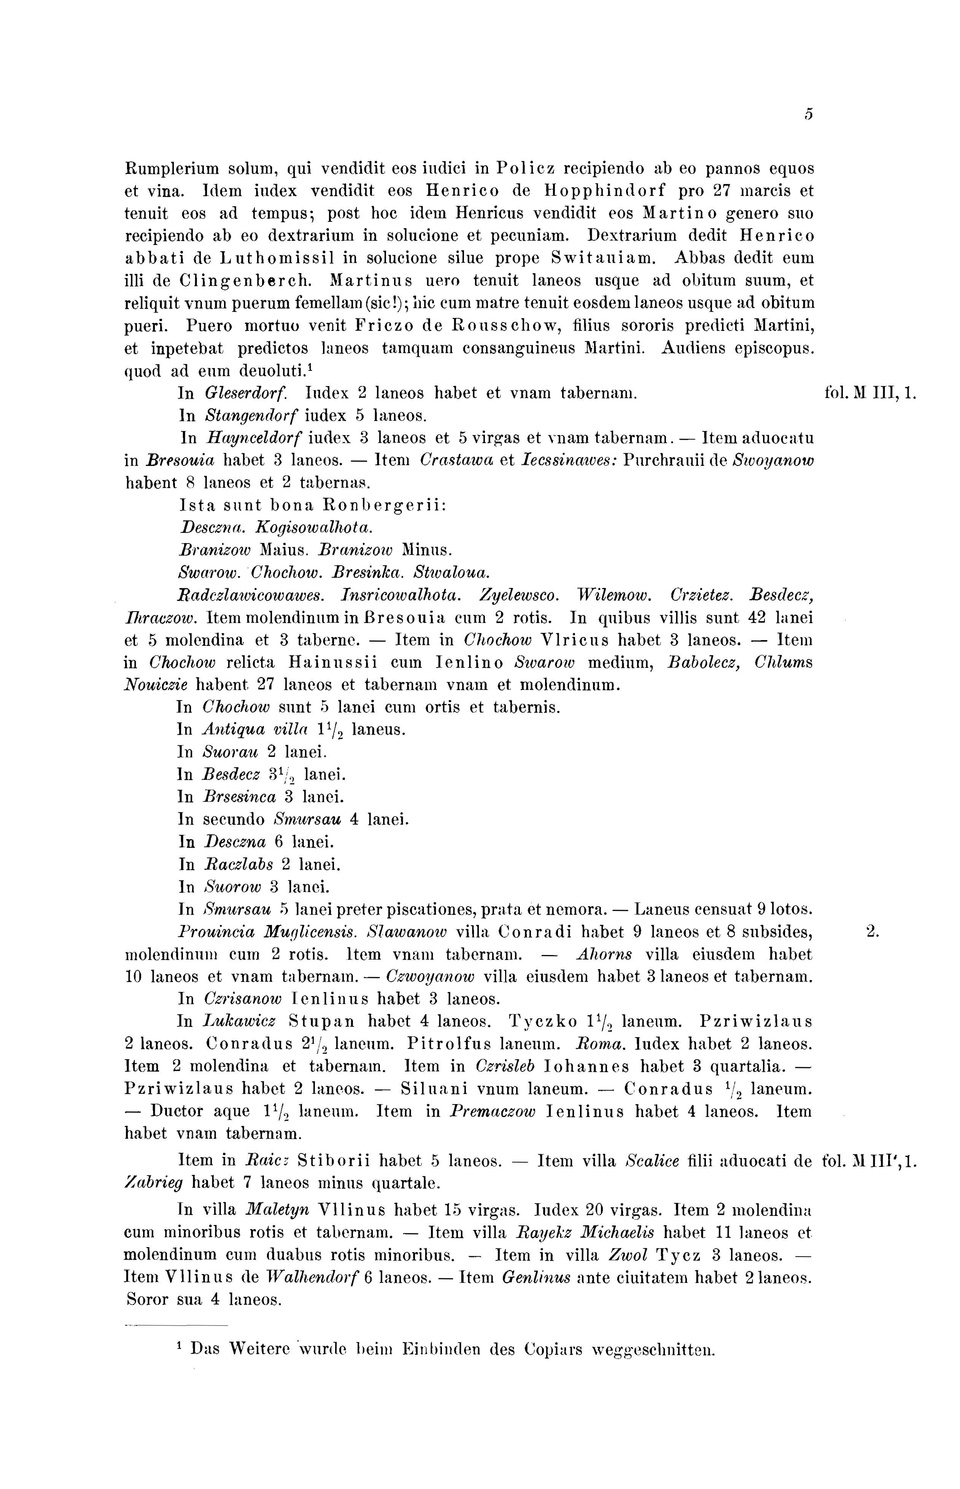 5
Rumplerium solum, qui vendidit eos iudici in Policz recipiendo ab eo pannos equos
et vina. Idem iudex vendidit eos Henrico de Hopphindorf pro 27 marcis et
tenuit eos ad tempus; post hoc idem Henricus vendidit eos Martino genero suo
recipiendo ab eo dextrarium in solucione et pecuniam. Dextrarium dedit Henrico
abbati de Luthomissil in solucione silue prope Switauiam. Abbas dedit eum
illi de Clingenberch. Martinus uero tenuit laneos usque ad obitum suum, et
reliquit vnum puerum femellam (sic!); hic cum matre tenuit eosdem laneos usque ad obitum
pueri. Puero mortuo venit Friczo de Rousschow, filius sororis predicti Martini,
et inpetebat predictos laneos tamquam consanguineus Martini. Audiens episcopus.
quod ad eum deuoluti.¹
In Gleserdorf. Iudex 2 laneos habet et vnam tabernam. fol. M III, 1.
In Stangendorf iudex 5 laneos.
In Haynceldorf iudex 3 laneos et 5 virgas et vnam tabernam. — Item aduocatu
in Bresouia habet 3 laneos. — Item Crastawa et Iecssinawes: Purchrauii de Swoyanow
habent 8 laneos et 2 tabernas.
Ista sunt bona Ronbergerii:
Desczna. Kogisowalhota.
Branizow Maius. Branizow Minus.
Swarow. Chochow. Bresinka. Stwaloua.
Radczlawicowawes. Insricowalhota. Zyelewsco. Wilemow. Crzietez. Besdecz,
Ihraczow. Item molendinum in Bresouia cum 2 rotis. In quibus villis sunt 42 lanei
et 5 molendina et 3 taberne. — Item in Chochow Vlricus habet 3 laneos. — Item
in Chochow relicta Hainussii cum Ienlino Swarow medium, Babolecz, Chlums
Nouiczie habent 27 laneos et tabernam vnam et molendinum.
In Chochow sunt 5 lanei cum ortis et tabernis.
In Antiqua villa 1½ laneus.
In Suorau 2 lanei.
In Besdecz 3½ lanei.
In Brsesinca 3 lanei.
In secundo Smursau 4 lanei.
In Desczna 6 lanei.
In Raczlabs 2 lanei.
In Suorow 3 lanei.
In Smursau 5 lanei preter piscationes, prata et nemora. — Laneus censuat 9 lotos.
Prouincia Muglicensis. Slawanow villa Conradi habet 9 laneos et 8 subsides, 2.
molendinum cum 2 rotis. Item vnam tabernam. — Ahorns villa eiusdem habet
10 laneos et vnam tabernam. — Czwoyanow villa eiusdem habet 3 laneos et tabernam.
In Czrisanow Ienlinus habet 3 laneos.
In Lukawicz Stupan habet 4 laneos. Tyczko 1½ laneum. Pzriwizlaus
2 laneos. Conradus 2½ laneum. Pitrolfus laneum. Roma. Iudex habet 2 laneos.
Item 2 molendina et tabernam. Item in Czrisleb Iohannes habet 3 quartalia. —
Pzriwizlaus habet 2 laneos. — Siluani vnum laneum. — Conradus ½ laneum.
— Ductor aque 1½ laneum. Item in Premaczow Ienlinus habet 4 laneos. Item
habet vnam tabernam.
Item in Raicz Stiborii habet 5 laneos. — Item villa Scalice filii aduocati de fol. M III', 1.
Zabrieg habet 7 laneos minus quartale.
In villa Maletyn Vllinus habet 15 virgas. Iudex 20 virgas. Item 2 molendina
cum minoribus rotis et tabernam. — Item villa Rayekz Michaelis habet 11 laneos et
molendinum cum duabus rotis minoribus. — Item in villa Zwol Tycz 3 laneos. —
Item Vllinus de Walhendorf 6 laneos. — Item Genlinus ante ciuitatem habet 2 laneos.
Soror sua 4 laneos.
¹ Das Weitere wurde beim Einbinden des Copiars weggeschnitten.